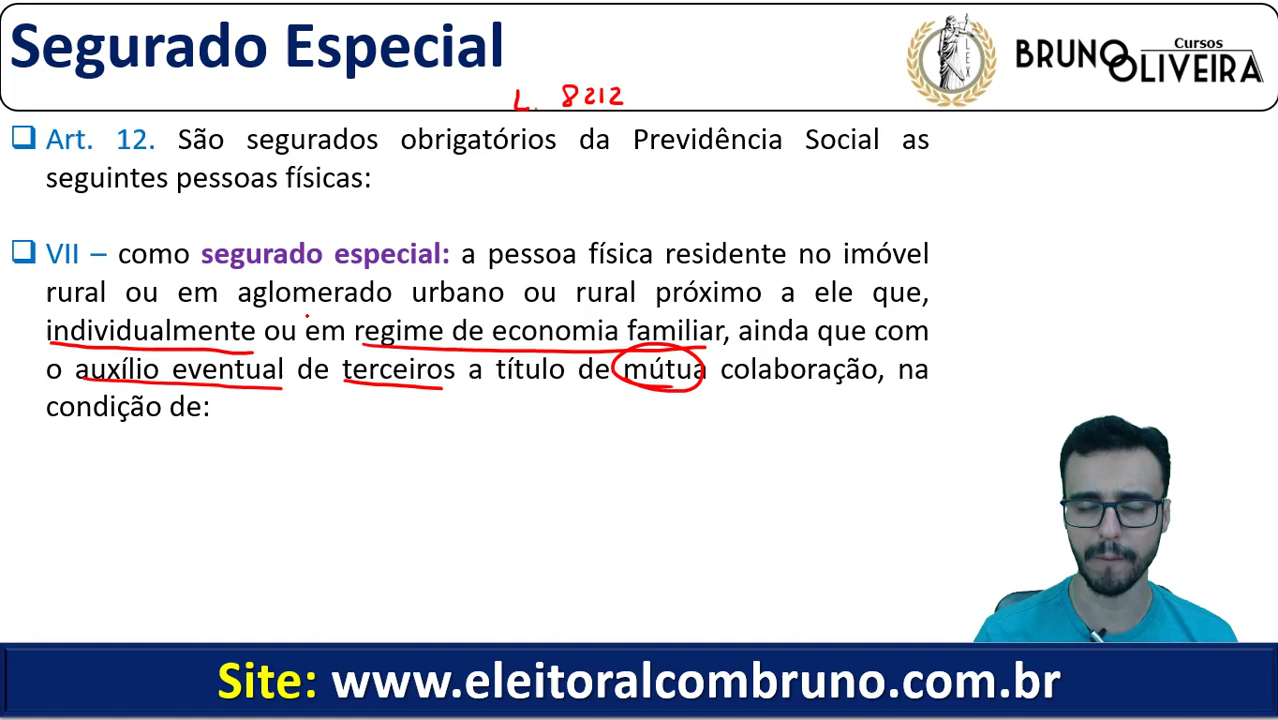 Segurado Especial
Cursos
BRUNO OLIVEIRA
LEX
L. 8212
Art. 12. São segurados obrigatórios da Previdência Social as
seguintes pessoas físicas:
VII – como segurado especial: a pessoa física residente no imóvel
rural ou em aglomerado urbano ou rural próximo a ele que,
individualmente ou em regime de economia familiar, ainda que com
o auxílio eventual de terceiros a título de mútua colaboração, na
condição de:
Site: www.eleitoralcombruno.com.br